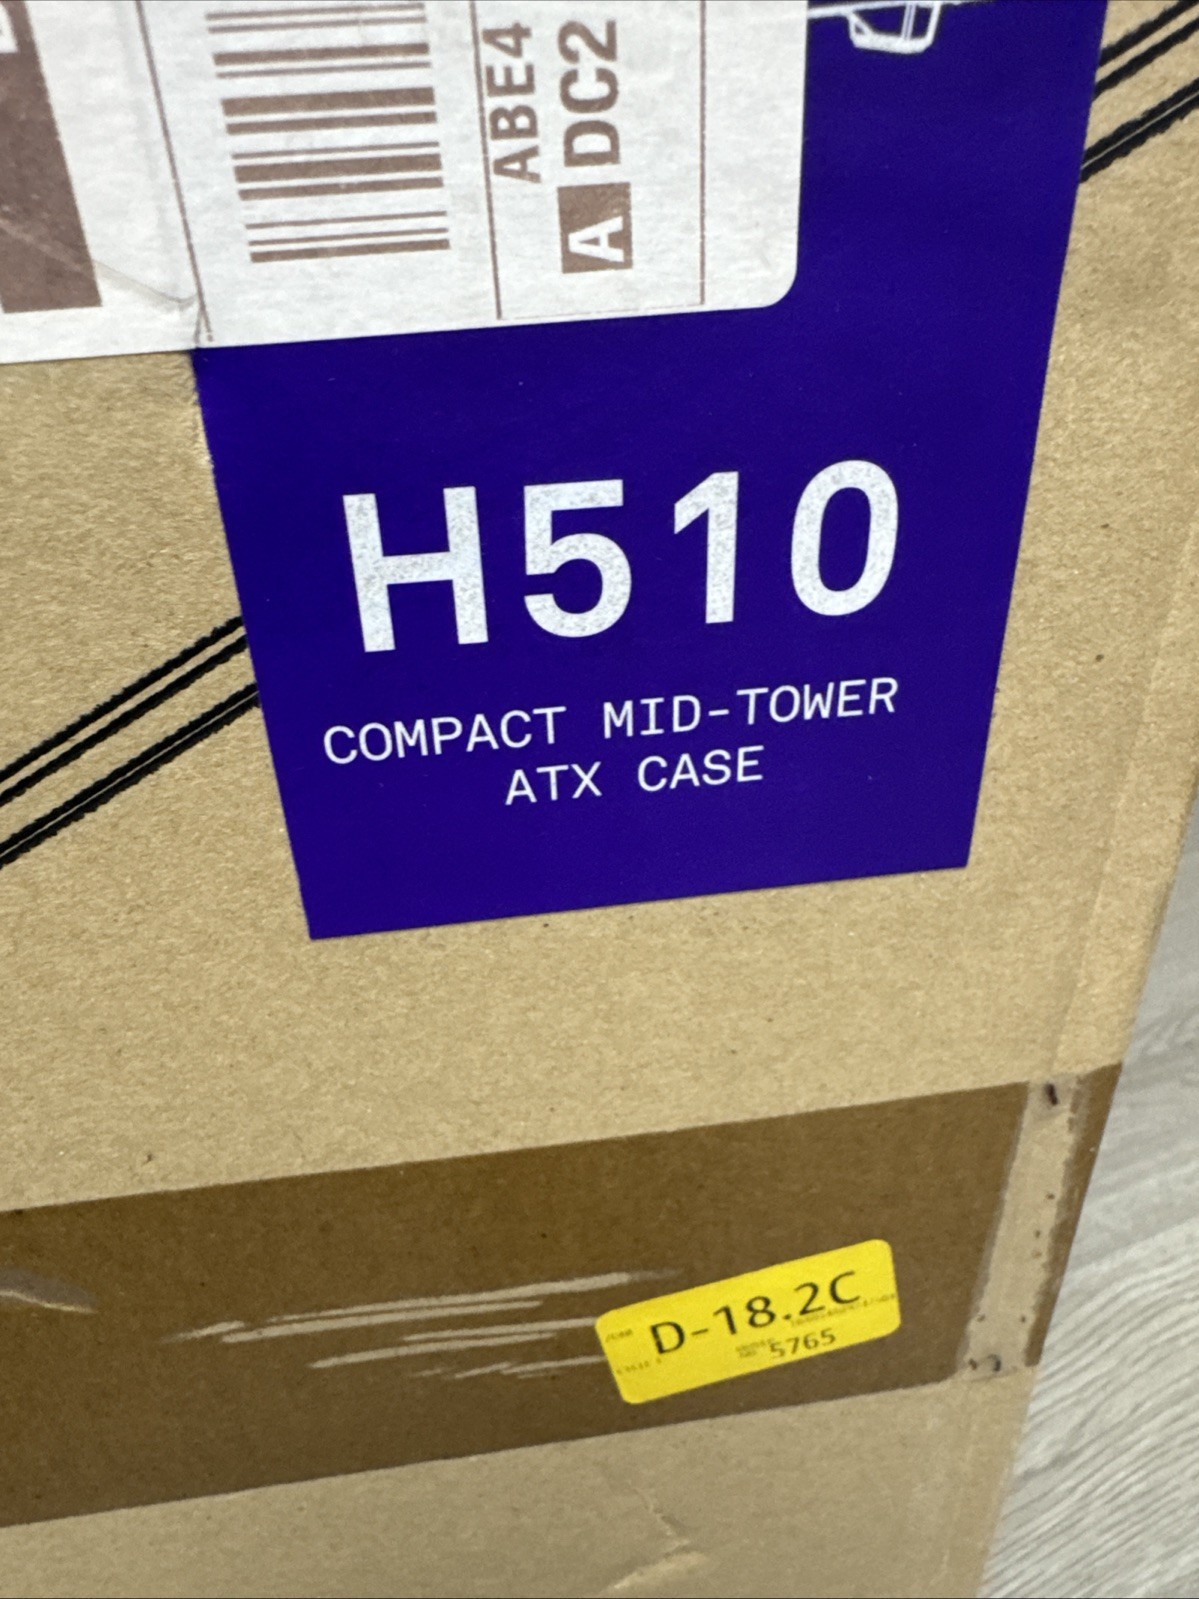 ABE4
A DC2
H510
COMPACT MID-TOWER
ATX CASE
D-18.2C
5765